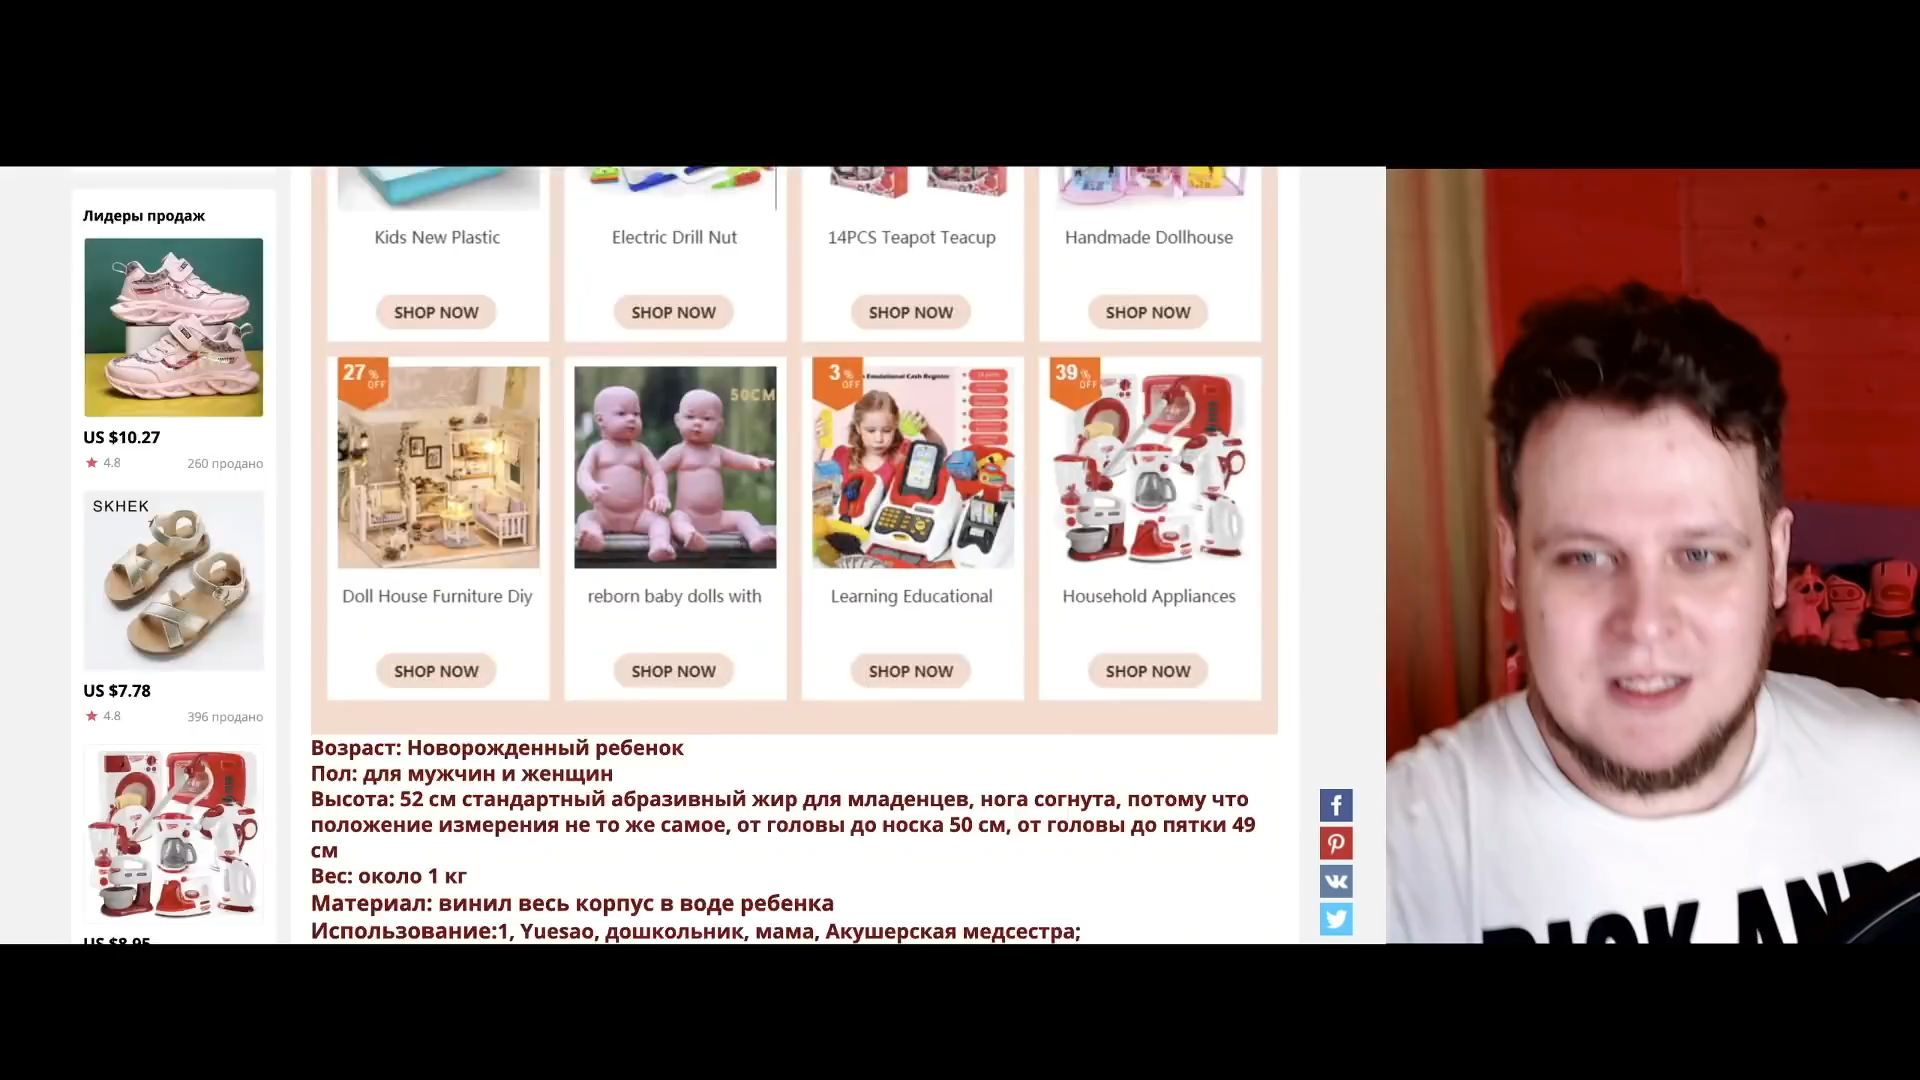 Лидеры продаж
US $10.27
4.8
260 продано
SKHEK
US $7.78
4.8
396 продано
US $8.95
Kids New Plastic
Electric Drill Nut
14PCS Teapot Teacup
Handmade Dollhouse
SHOP NOW
SHOP NOW
SHOP NOW
SHOP NOW
27% OFF
50CM
3% OFF
Emulational Cash Register
39% OFF
Doll House Furniture Diy
reborn baby dolls with
Learning Educational
Household Appliances
SHOP NOW
SHOP NOW
SHOP NOW
SHOP NOW
Возраст: Новорожденный ребенок
Пол: для мужчин и женщин
Высота: 52 см стандартный абразивный жир для младенцев, нога согнута, потому что
положение измерения не то же самое, от головы до носка 50 см, от головы до пятки 49
см
Вес: около 1 кг
Материал: винил весь корпус в воде ребенка
Использование:1, Yuesao, дошкольник, мама, Акушерская медсестра;